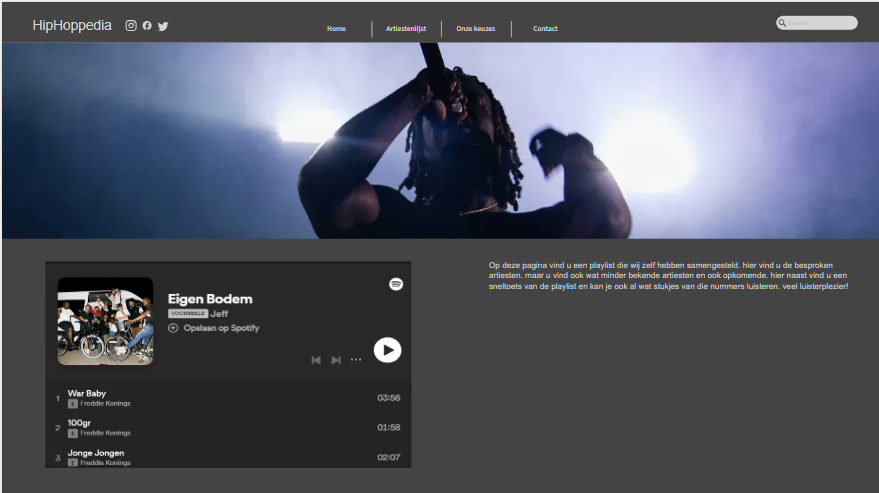 HipHoppedia
Home
Artiestenlijst
Onze keuzes
Contact
Search
Op deze pagina vind u een playlist die wij zelf hebben samengesteld. hier vind u de besproken
artiesten. maar u vind ook wat minder bekende artiesten en ook opkomende. hier naast vind u een
sneltoets van de playlist en kan je ook al wat stukjes van die nummers luisteren. veel luisterplezier!
Eigen Bodem
VOORBEELD Jeff
Opslaan op Spotify
1 War Baby 03:56
E Freddie Konings
2 100gr 01:58
E Freddie Konings
3 Jonge Jongen 02:07
E Freddie Konings